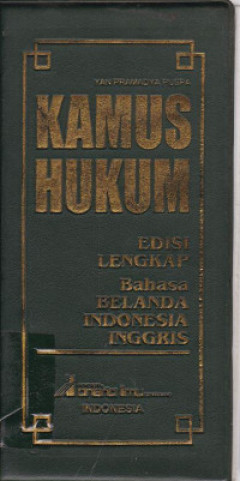 YAN PRAMADYA PUSPA
KAMUS
HUKUM
EDISI
LENGKAP
Bahasa
BELANDA
INDONESIA
INGGRIS
INDONESIA